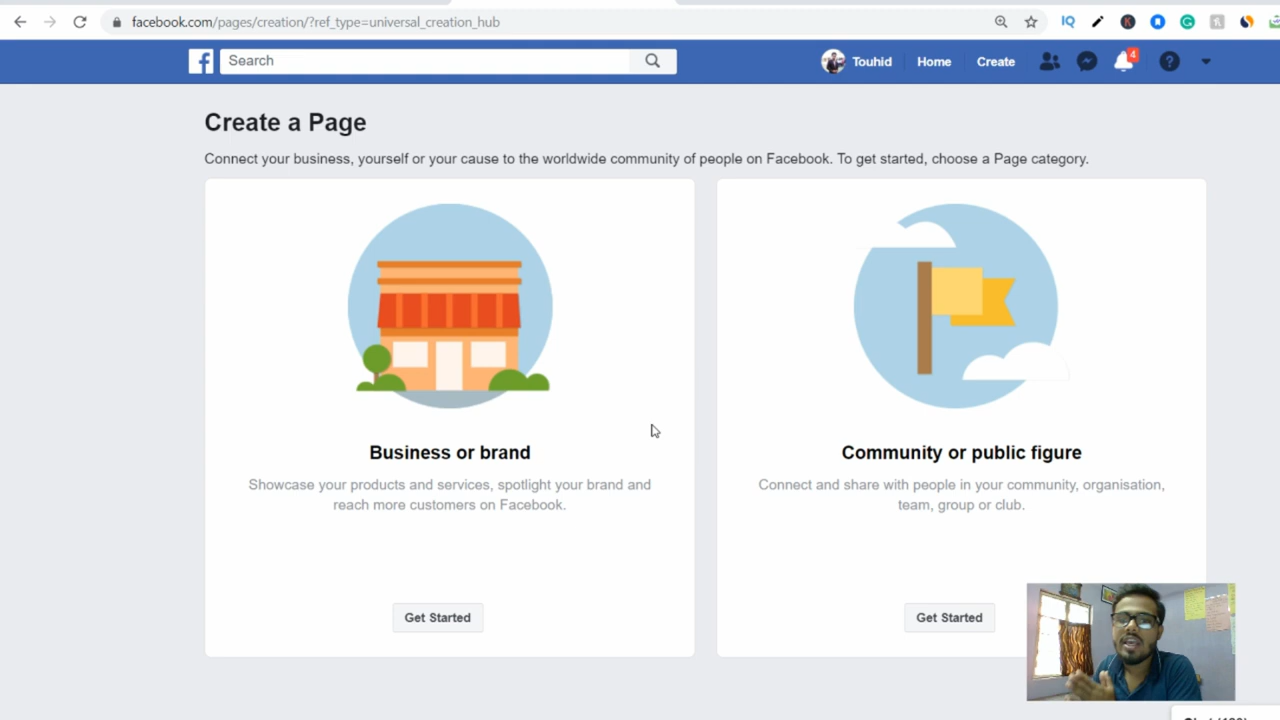 facebook.com/pages/creation/?ref_type=universal_creation_hub
Search
Touhid
Home
Create
4
Create a Page
Connect your business, yourself or your cause to the worldwide community of people on Facebook. To get started, choose a Page category.
Business or brand
Showcase your products and services, spotlight your brand and
reach more customers on Facebook.
Get Started
Community or public figure
Connect and share with people in your community, organisation,
team, group or club.
Get Started